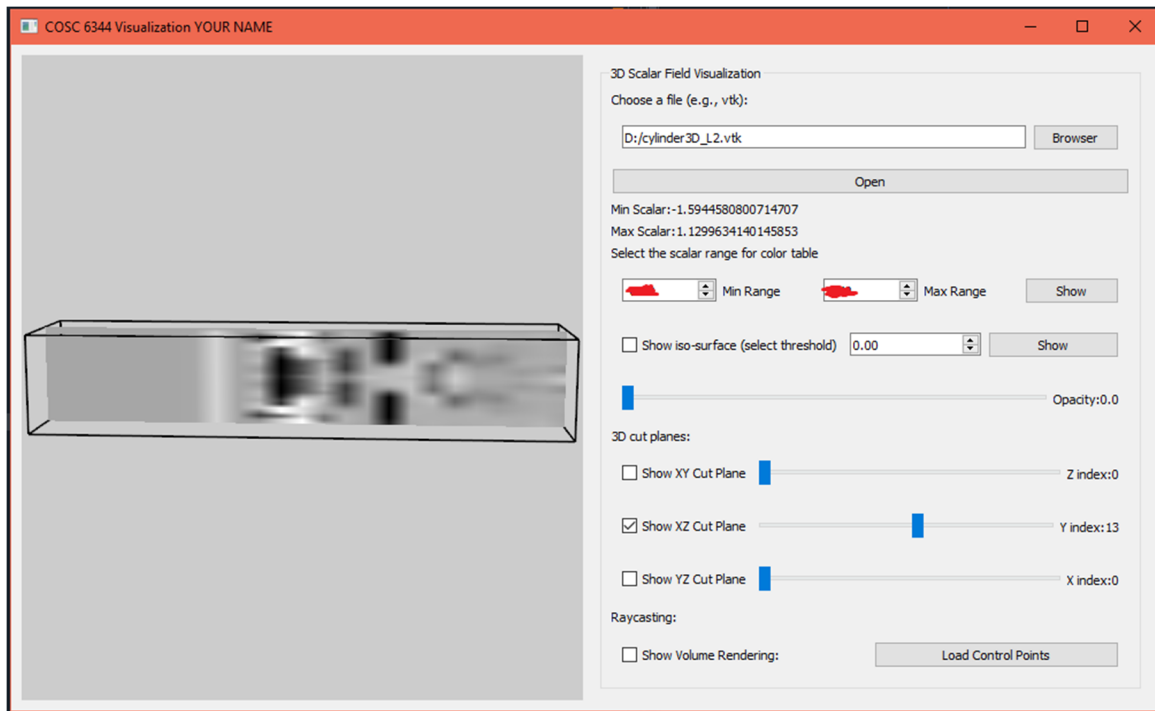 COSC 6344 Visualization YOUR NAME
3D Scalar Field Visualization
Choose a file (e.g., vtk):
D:/cylinder3D_L2.vtk Browser
Open
Min Scalar:-1.5944580800714707
Max Scalar:1.1299634140145853
Select the scalar range for color table
Min Range Max Range Show
Show iso-surface (select threshold) 0.00 Show
Opacity:0.0
3D cut planes:
Show XY Cut Plane Z index:0
Show XZ Cut Plane Y index:13
Show YZ Cut Plane X index:0
Raycasting:
Show Volume Rendering: Load Control Points